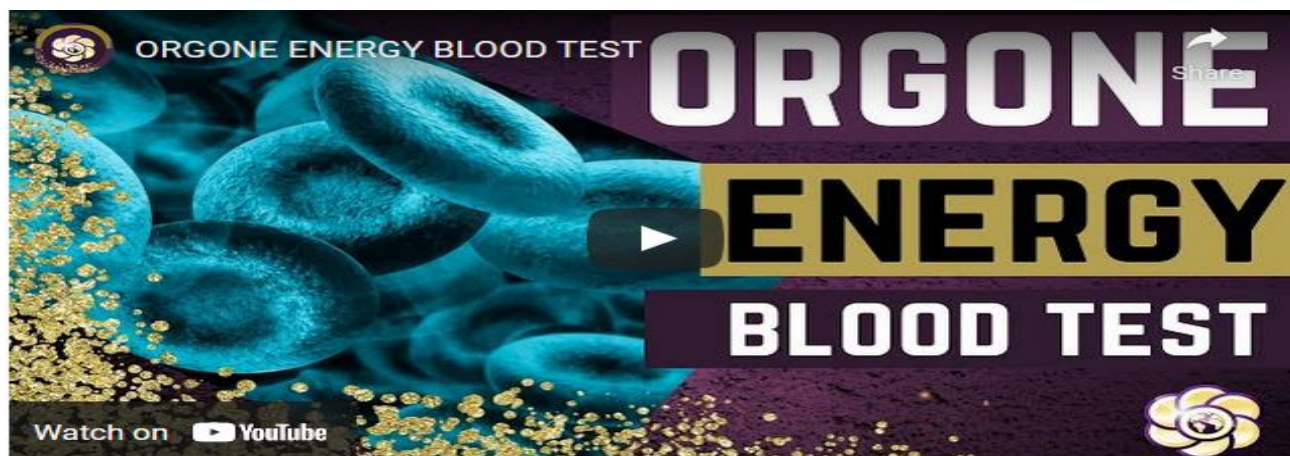 ORGONE ENERGY BLOOD TEST
Share
ORGONE
ENERGY
BLOOD TEST
Watch on YouTube